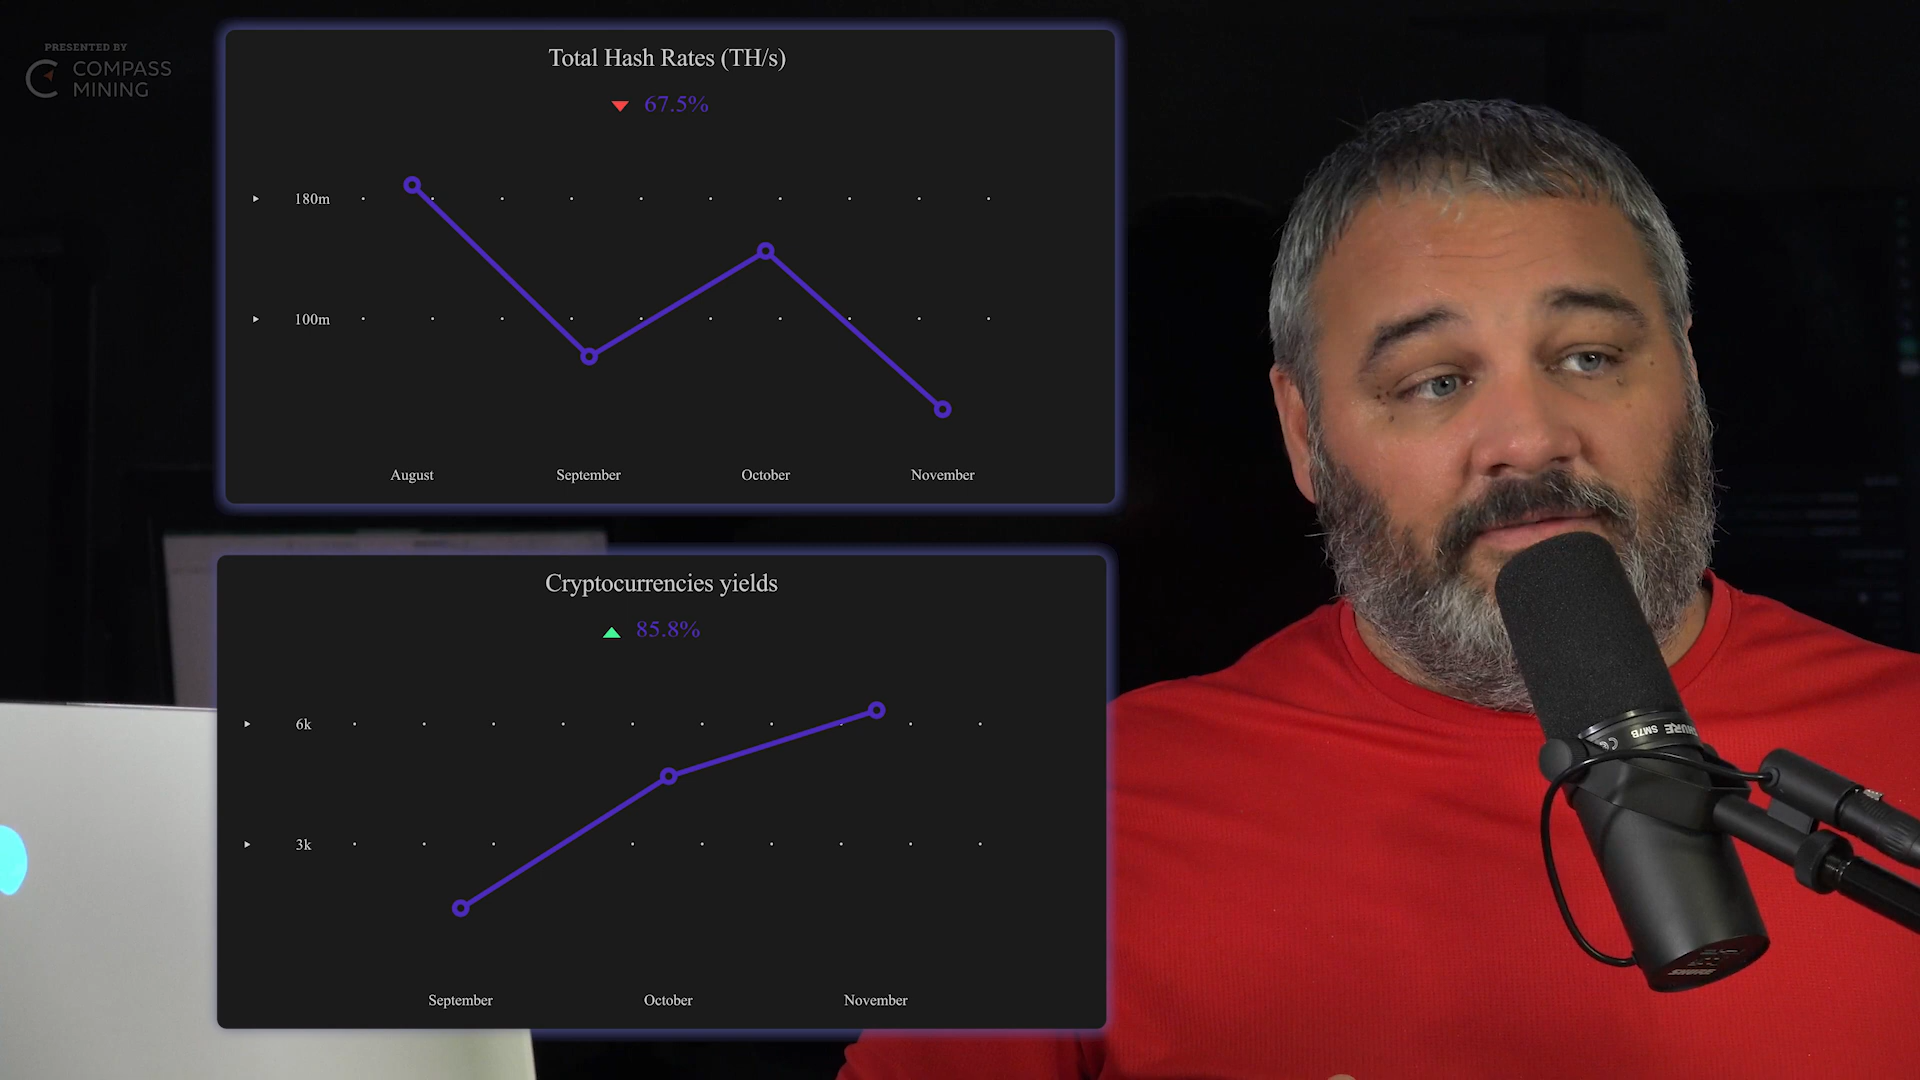 PRESENTED BY
COMPASS
MINING
Total Hash Rates (TH/s)
67.5%
180m
100m
August September October November
Cryptocurrencies yields
85.8%
6k
3k
September October November
SHURE SM7B
SHURE